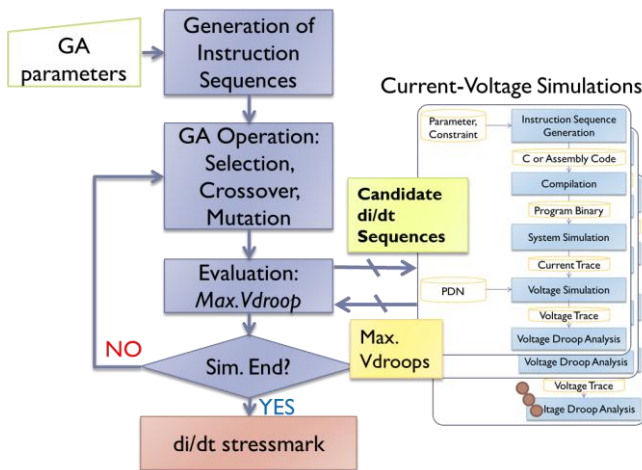 GA
parameters
Generation of
Instruction
Sequences
GA Operation:
Selection,
Crossover,
Mutation
Evaluation:
Max.Vdroop
NO
Sim. End?
YES
di/dt stressmark
Candidate
di/dt
Sequences
Max.
Vdroops
Current-Voltage Simulations
Parameter,
Constraint
Instruction Sequence
Generation
C or Assembly Code
Compilation
Program Binary
System Simulation
Current Trace
PDN
Voltage Simulation
Voltage Trace
Voltage Droop Analysis
Voltage Droop Analysis
Voltage Trace
ltage Droop Analysis